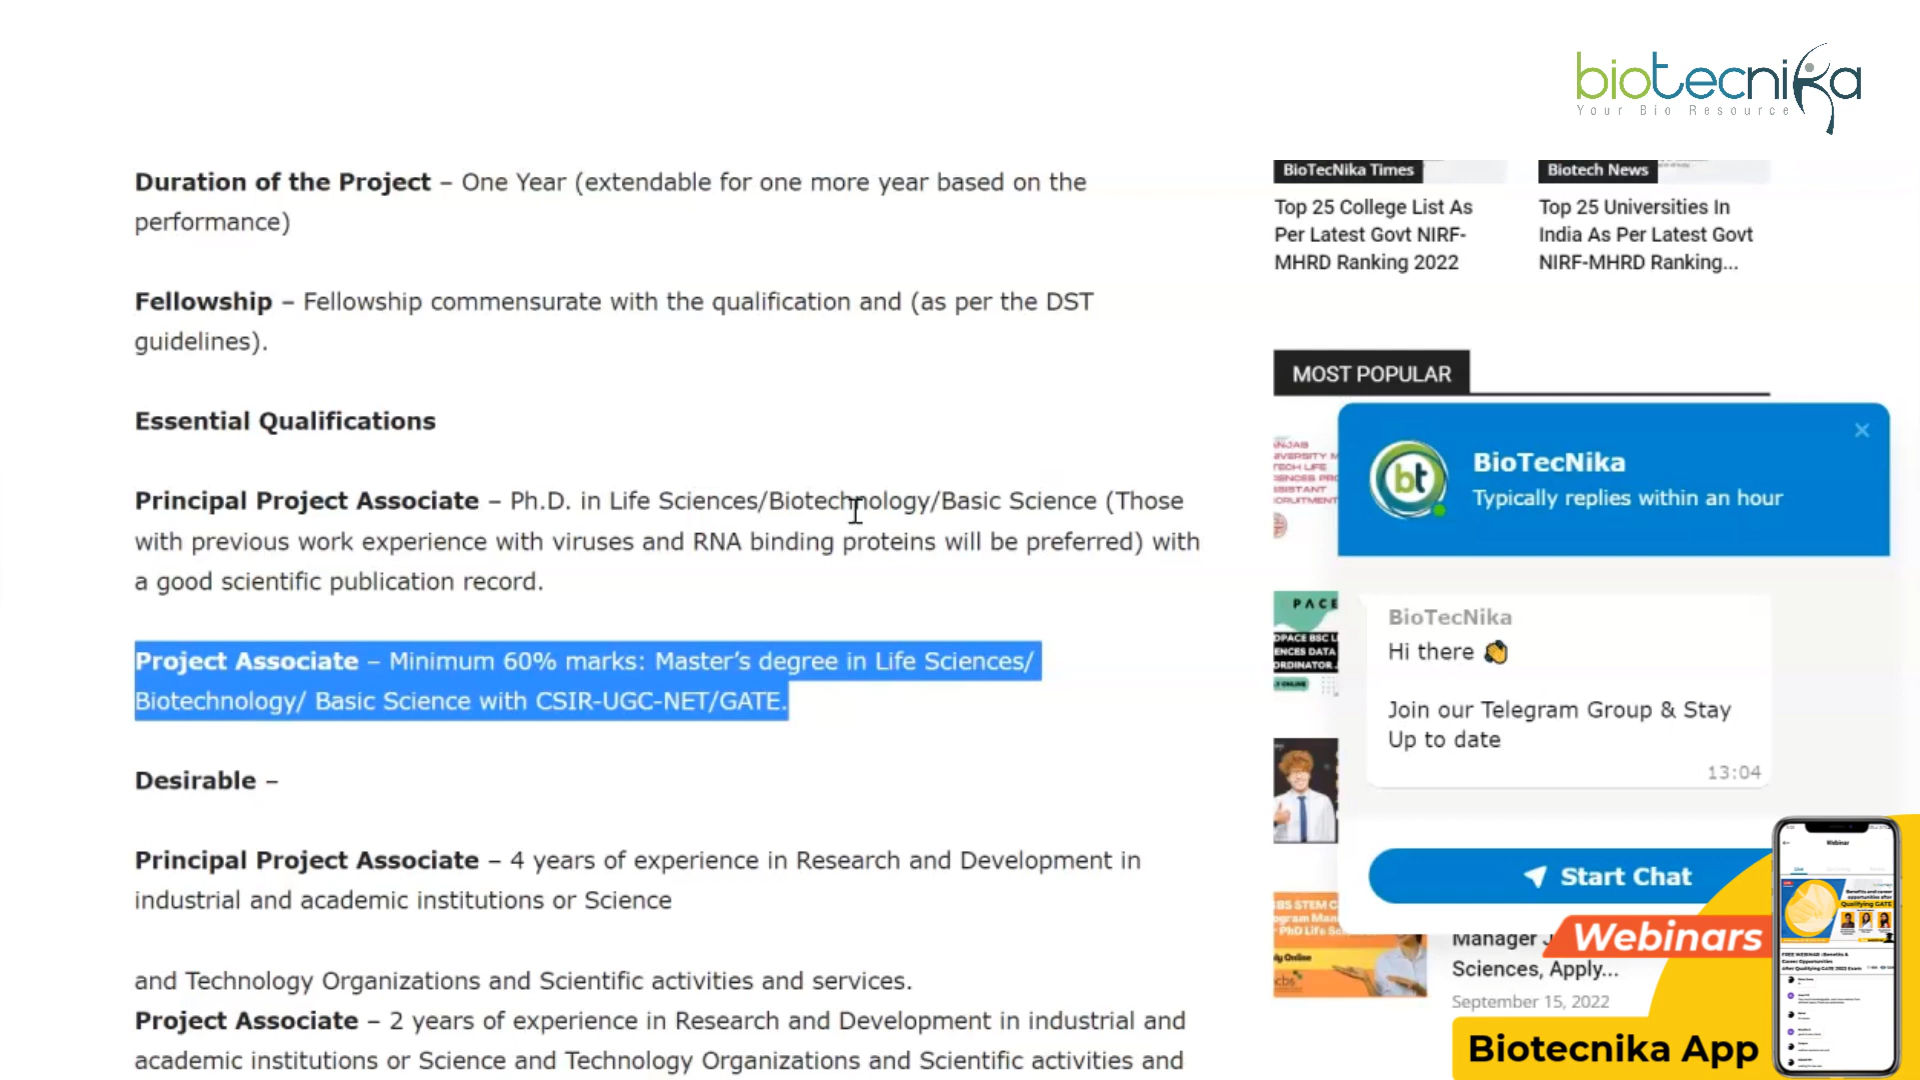 biotecnika
Your Bio Resource
Duration of the Project – One Year (extendable for one more year based on the
performance)
Fellowship – Fellowship commensurate with the qualification and (as per the DST
guidelines).
Essential Qualifications
Principal Project Associate – Ph.D. in Life Sciences/Biotechnology/Basic Science (Those
with previous work experience with viruses and RNA binding proteins will be preferred) with
a good scientific publication record.
Project Associate – Minimum 60% marks: Master’s degree in Life Sciences/
Biotechnology/ Basic Science with CSIR-UGC-NET/GATE.
Desirable –
Principal Project Associate – 4 years of experience in Research and Development in
industrial and academic institutions or Science
and Technology Organizations and Scientific activities and services.
Project Associate – 2 years of experience in Research and Development in industrial and
academic institutions or Science and Technology Organizations and Scientific activities and
BioTecNika Times
Top 25 College List As
Per Latest Govt NIRF-
MHRD Ranking 2022
Biotech News
Top 25 Universities In
India As Per Latest Govt
NIRF-MHRD Ranking...
MOST POPULAR
BioTecNika
Typically replies within an hour
BioTecNika
Hi there
Join our Telegram Group & Stay
Up to date
13:04
Start Chat
Manager
Sciences, Apply...
September 15, 2022
Webinars
Biotecnika App
Webinar
Qualifying GATE